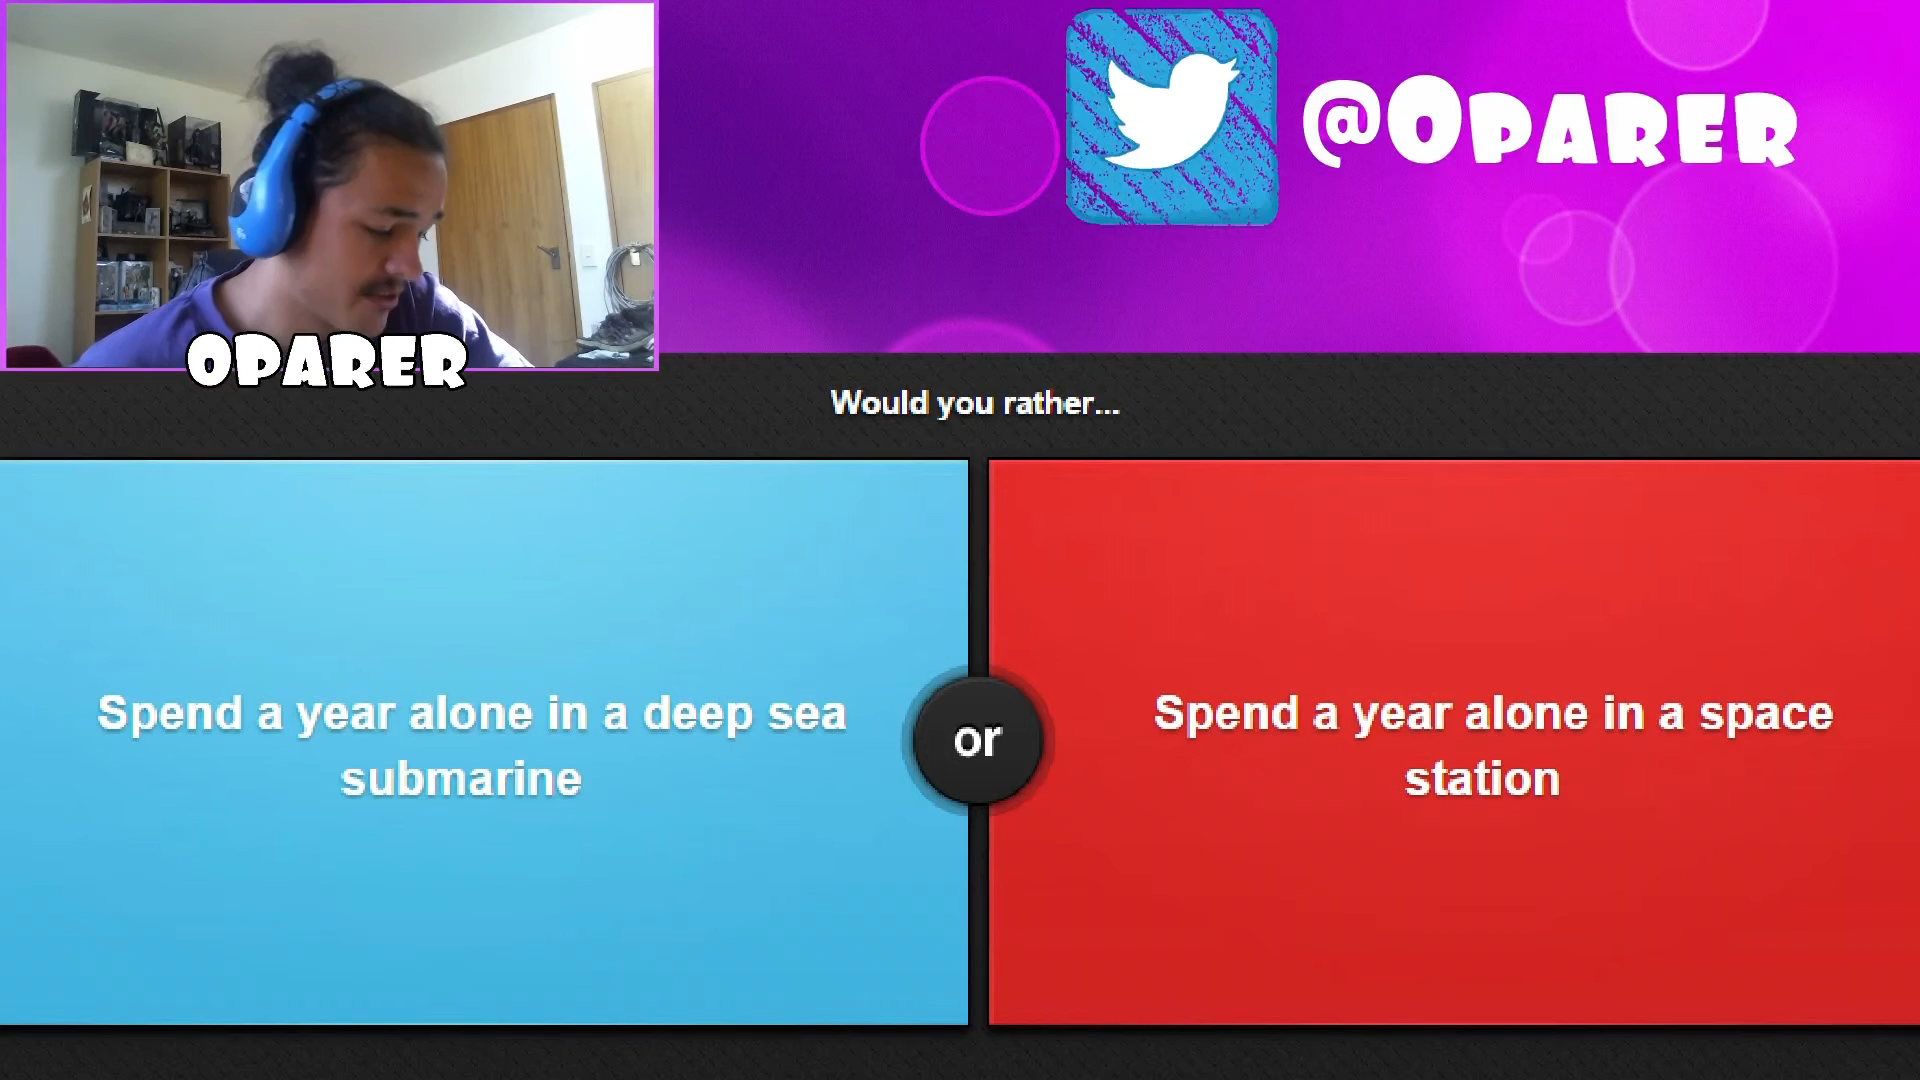 @OPARER
OPARER
Would you rather...
Spend a year alone in a deep sea
submarine
or
Spend a year alone in a space
station